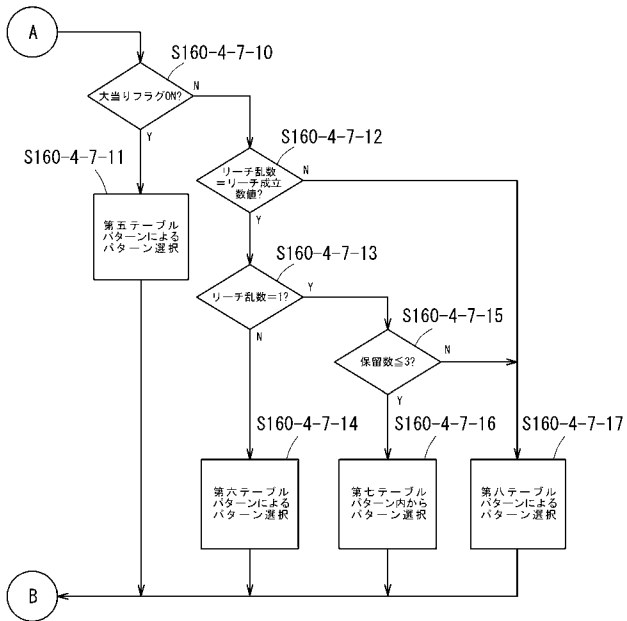 A
S160-4-7-10
大当りフラグON?
N
Y
S160-4-7-11
第五テーブル
パターンによる
パターン選択
S160-4-7-12
リーチ乱数
=リーチ成立
数値?
N
Y
S160-4-7-13
リーチ乱数=1?
Y
N
S160-4-7-15
保留数≦3?
N
Y
S160-4-7-14
第六テーブル
パターンによる
パターン選択
S160-4-7-16
第七テーブル
パターン内から
パターン選択
S160-4-7-17
第八テーブル
パターンによる
パターン選択
B